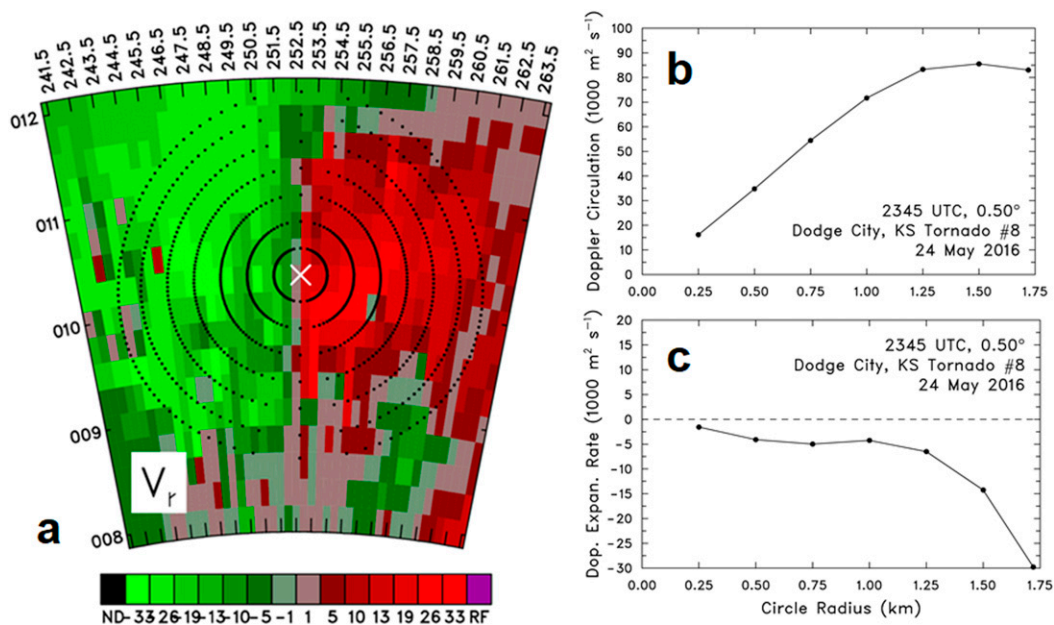 241.5 242.5 243.5 244.5 245.5 246.5 247.5 248.5 249.5 250.5 251.5 252.5 253.5 254.5 255.5 256.5 257.5 258.5 259.5 260.5 261.5 262.5 263.5
012
011
010
009
008
Vr
a
ND -33 -26 -19 -13 -10 -5 -1 1 5 10 13 19 26 33 RF
b
Doppler Circulation (1000 m² s⁻¹)
100
90
80
70
60
50
40
30
20
10
0
2345 UTC, 0.50°
Dodge City, KS Tornado #8
24 May 2016
0.00 0.25 0.50 0.75 1.00 1.25 1.50 1.75
c
Dop. Expan. Rate (1000 m² s⁻¹)
20
15
10
5
0
-5
-10
-15
-20
-25
-30
2345 UTC, 0.50°
Dodge City, KS Tornado #8
24 May 2016
0.00 0.25 0.50 0.75 1.00 1.25 1.50 1.75
Circle Radius (km)